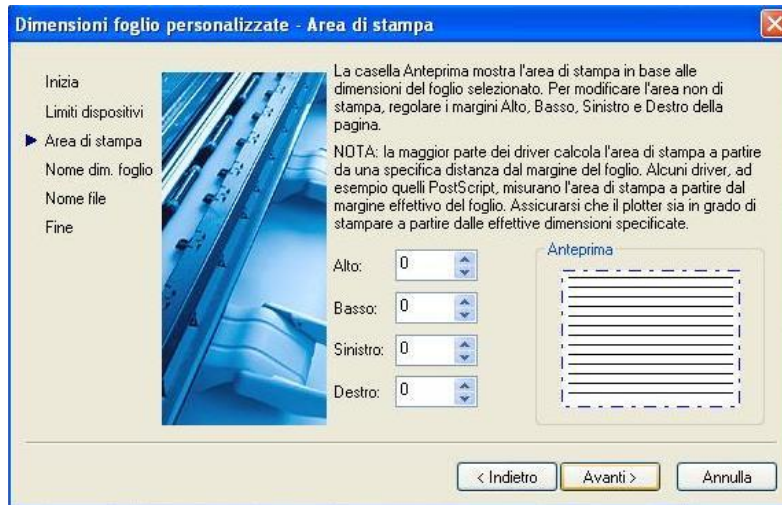 Dimensioni foglio personalizzate - Area di stampa
Inizia
Limiti dispositivi
Area di stampa
Nome dim. foglio
Nome file
Fine
La casella Anteprima mostra l'area di stampa in base alle
dimensioni del foglio selezionato. Per modificare l'area non di
stampa, regolare i margini Alto, Basso, Sinistro e Destro della
pagina.
NOTA: la maggior parte dei driver calcola l'area di stampa a partire
da una specifica distanza dal margine del foglio. Alcuni driver, ad
esempio quelli PostScript, misurano l'area di stampa a partire dal
margine effettivo del foglio. Assicurarsi che il plotter sia in grado di
stampare a partire dalle effettive dimensioni specificate.
Alto: 0
Basso: 0
Sinistro: 0
Destro: 0
Anteprima
< Indietro
Avanti >
Annulla